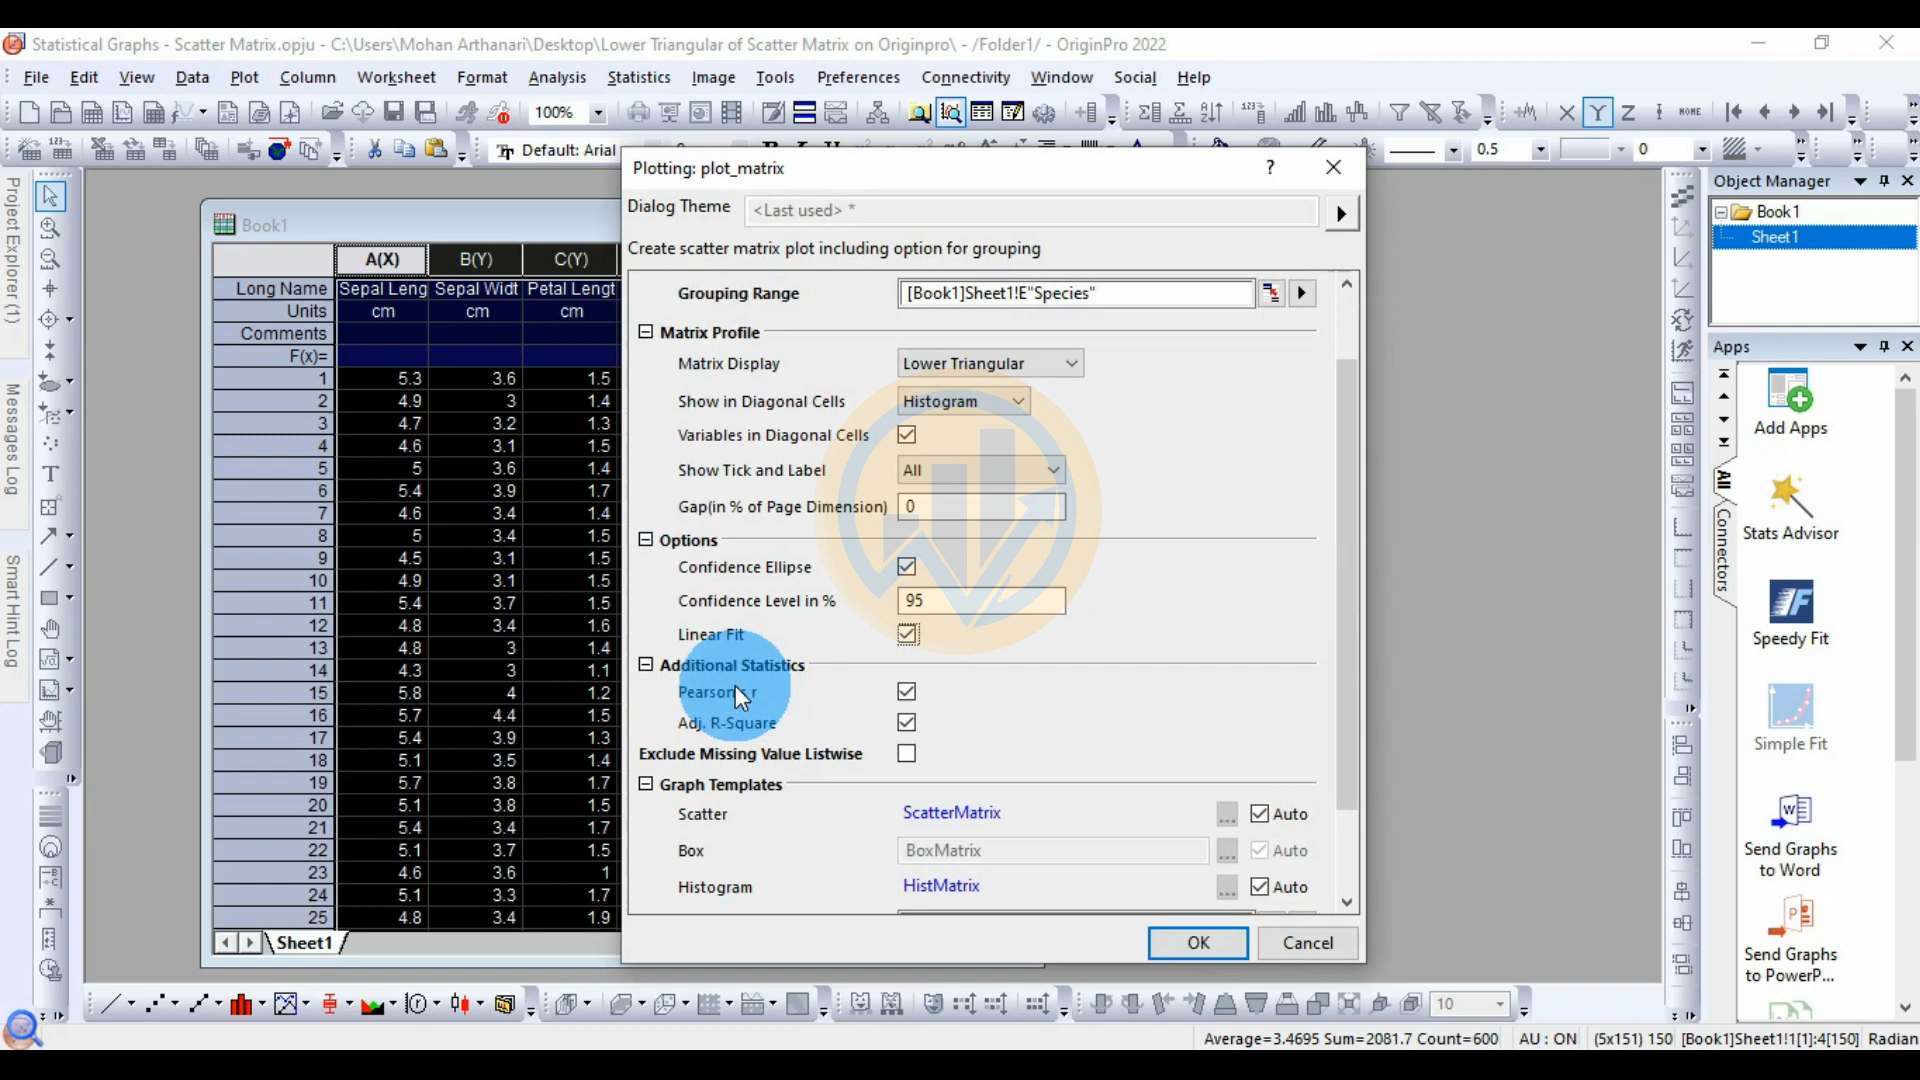 Statistical Graphs - Scatter Matrix.opju - C:\Users\Mohan Arthanari\Desktop\Lower Triangular of Scatter Matrix on Originpro\ - /Folder1/ - OriginPro 2022
File Edit View Data Plot Column Worksheet Format Analysis Statistics Image Tools Preferences Connectivity Window Social Help
100%
X Y Z HOME
Default: Arial 0.5 0
Project Explorer (1)
Messages Log
Smart Hint Log
Book1
A(X) B(Y) C(Y)
Long Name Sepal Leng Sepal Widt Petal Lengt
Units cm cm cm
Comments
F(x)=
1 5.3 3.6 1.5
2 4.9 3 1.4
3 4.7 3.2 1.3
4 4.6 3.1 1.5
5 5 3.6 1.4
6 5.4 3.9 1.7
7 4.6 3.4 1.4
8 5 3.4 1.5
9 4.5 3.1 1.5
10 4.9 3.1 1.5
11 5.4 3.7 1.5
12 4.8 3.4 1.6
13 4.8 3 1.4
14 4.3 3 1.1
15 5.8 4 1.2
16 5.7 4.4 1.5
17 5.4 3.9 1.3
18 5.1 3.5 1.4
19 5.7 3.8 1.7
20 5.1 3.8 1.5
21 5.4 3.4 1.7
22 5.1 3.7 1.5
23 4.6 3.6 1
24 5.1 3.3 1.7
25 4.8 3.4 1.9
Sheet1
Plotting: plot_matrix ?
Dialog Theme <Last used> *
Create scatter matrix plot including option for grouping
Grouping Range [Book1]Sheet1!E"Species"
Matrix Profile
Matrix Display Lower Triangular
Show in Diagonal Cells Histogram
Variables in Diagonal Cells
Show Tick and Label All
Gap(in % of Page Dimension) 0
Options
Confidence Ellipse
Confidence Level in % 95
Linear Fit
Additional Statistics
Pearson r
Adj. R-Square
Exclude Missing Value Listwise
Graph Templates
Scatter ScatterMatrix ... Auto
Box BoxMatrix ... Auto
Histogram HistMatrix ... Auto
OK Cancel
Object Manager
Book1
Sheet1
Apps
All
Connectors
Add Apps
Stats Advisor
Speedy Fit
Simple Fit
Send Graphs
to Word
Send Graphs
to PowerP...
10
Average=3.4695 Sum=2081.7 Count=600 AU : ON (5x151) 150 [Book1]Sheet1!1[1]:4[150] Radian